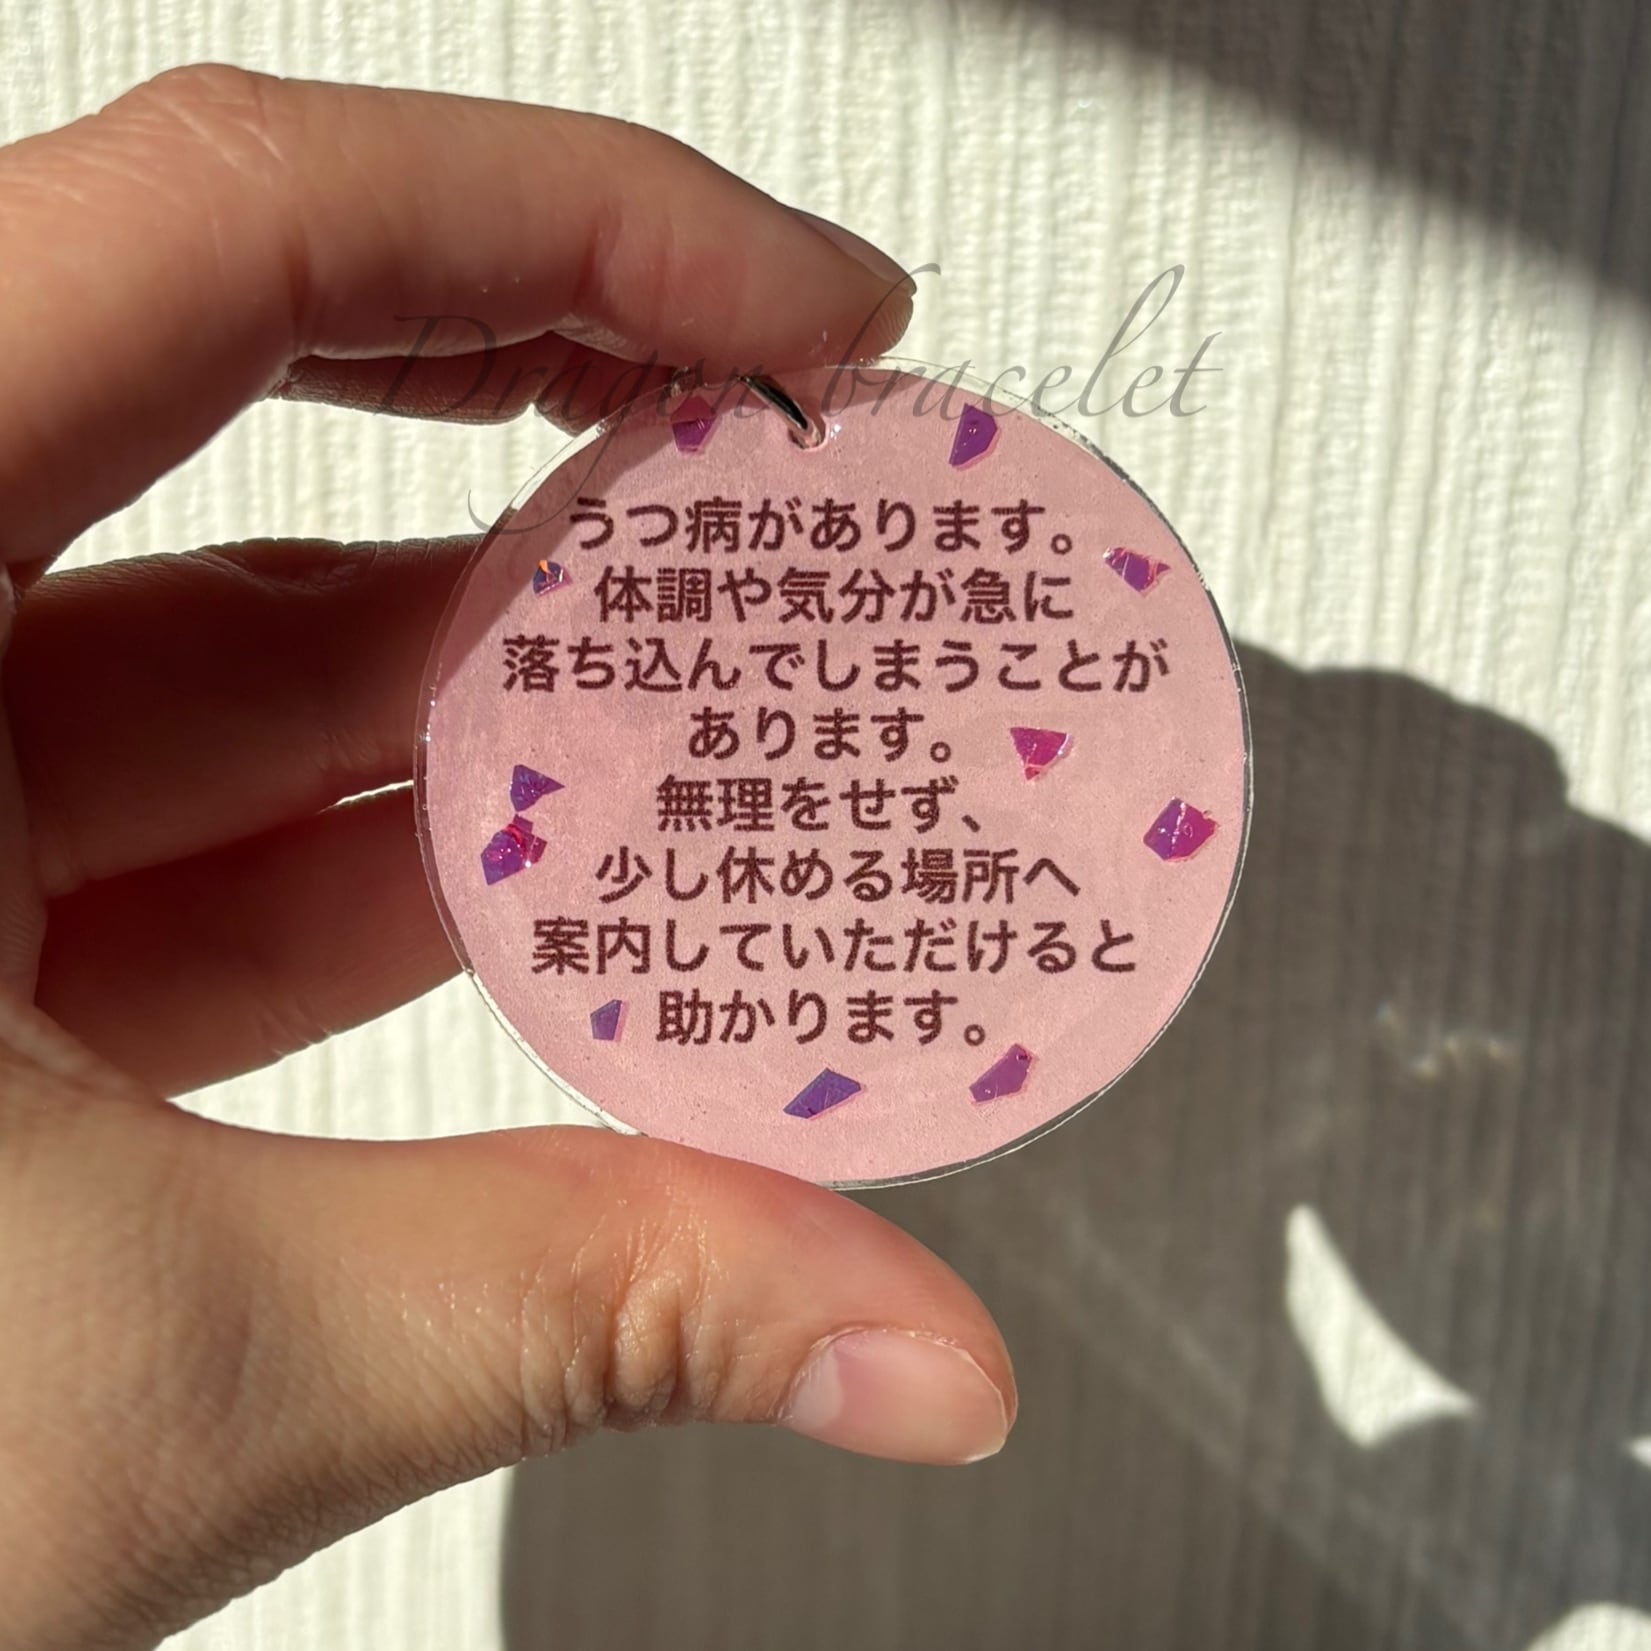 Dragon bracelet
うつ病があります。
体調や気分が急に
落ち込んでしまうことが
あります。
無理をせず、
少し休める場所へ
案内していただけると
助かります。